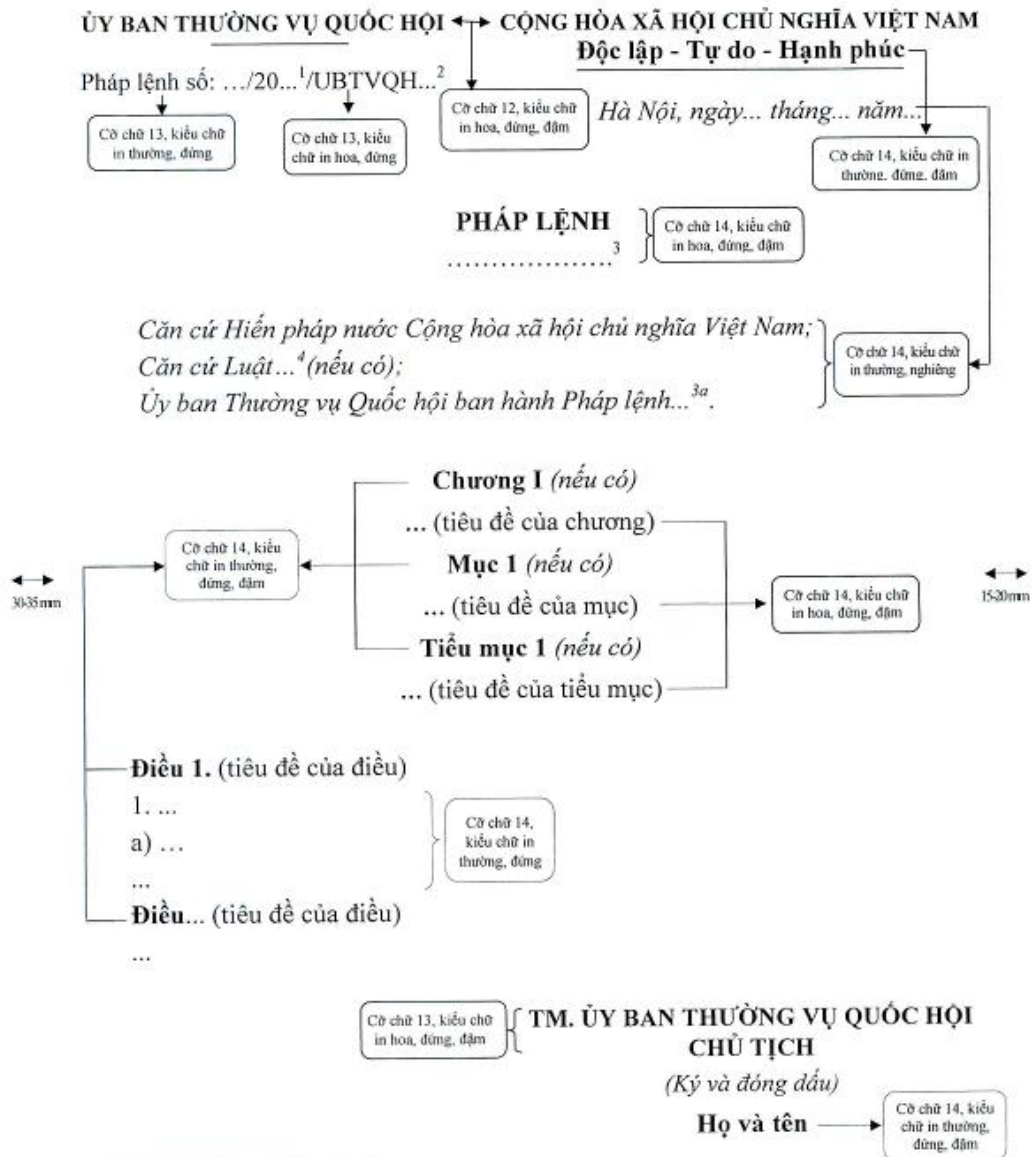 ỦY BAN THƯỜNG VỤ QUỐC HỘI
CỘNG HÒA XÃ HỘI CHỦ NGHĨA VIỆT NAM
Độc lập - Tự do - Hạnh phúc
Pháp lệnh số: .../20...1/UBTVQH...2
Cỡ chữ 13, kiểu chữ
in thường, đứng
Cỡ chữ 13, kiểu
chữ in hoa, đứng
Cỡ chữ 12, kiểu chữ
in hoa, đứng, đậm
Hà Nội, ngày... tháng... năm...
Cỡ chữ 14, kiểu chữ in
thường, đứng, đậm
PHÁP LỆNH
....................3
Cỡ chữ 14, kiểu chữ
in hoa, đứng, đậm
Căn cứ Hiến pháp nước Cộng hòa xã hội chủ nghĩa Việt Nam;
Căn cứ Luật...4(nếu có);
Ủy ban Thường vụ Quốc hội ban hành Pháp lệnh...3a.
Cỡ chữ 14, kiểu chữ
in thường, nghiêng
Chương I (nếu có)
... (tiêu đề của chương)
Mục 1 (nếu có)
... (tiêu đề của mục)
Tiểu mục 1 (nếu có)
... (tiêu đề của tiểu mục)
Cỡ chữ 14, kiểu
chữ in thường,
đứng, đậm
Cỡ chữ 14, kiểu chữ
in hoa, đứng, đậm
30-35mm
15-20mm
Điều 1. (tiêu đề của điều)
1. ...
a) ...
...
Cỡ chữ 14,
kiểu chữ in
thường, đứng
Điều... (tiêu đề của điều)
...
Cỡ chữ 13, kiểu chữ
in hoa, đứng, đậm
TM. ỦY BAN THƯỜNG VỤ QUỐC HỘI
CHỦ TỊCH
(Ký và đóng dấu)
Họ và tên
Cỡ chữ 14, kiểu
chữ in thường,
đứng, đậm